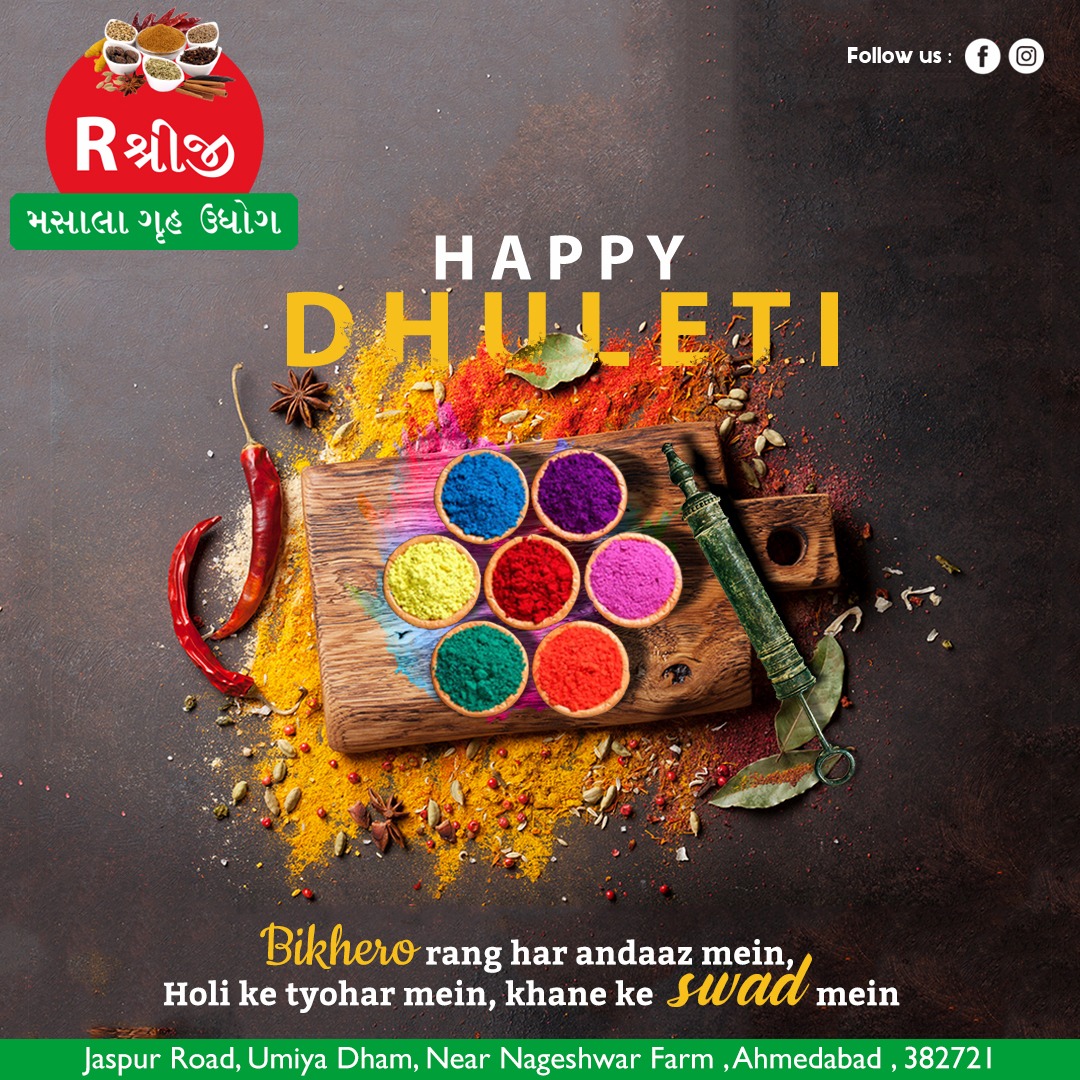 Rશ્રીજી
મસાલા ગૃહ ઉધોગ
Follow us :
HAPPY
DHULETI
Bikhero rang har andaaz mein,
Holi ke tyohar mein, khane ke swad mein
Jaspur Road, Umiya Dham, Near Nageshwar Farm , Ahmedabad , 382721